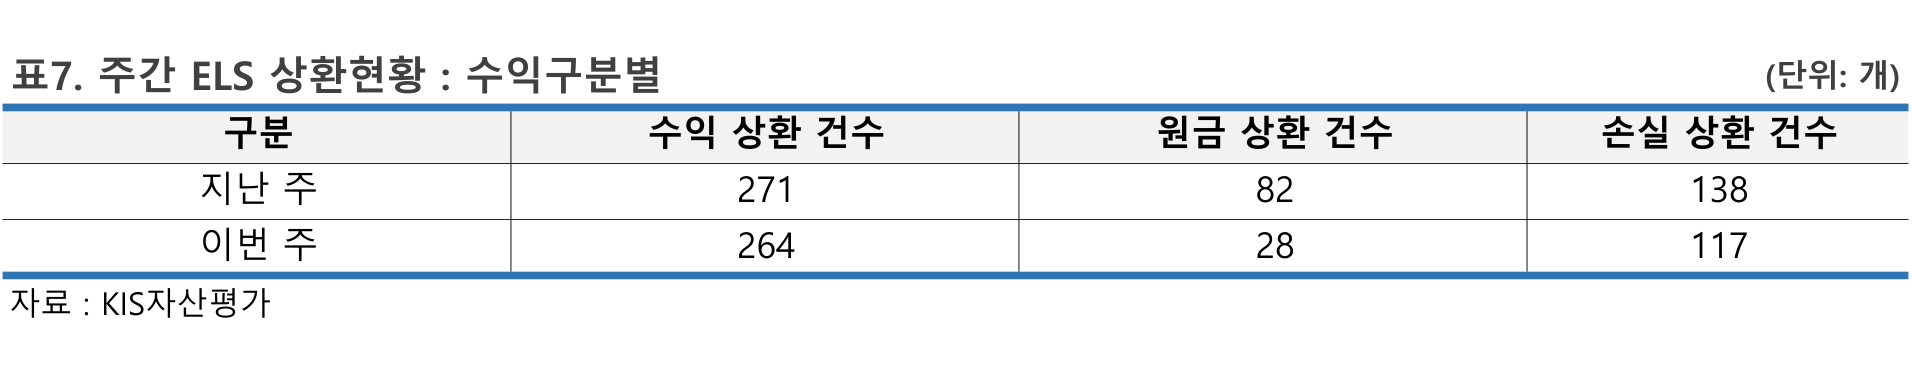 표7. 주간 ELS 상환현황 : 수익구분별 (단위: 개)
구분 수익 상환 건수 원금 상환 건수 손실 상환 건수
지난 주 271 82 138
이번 주 264 28 117
자료 : KIS자산평가